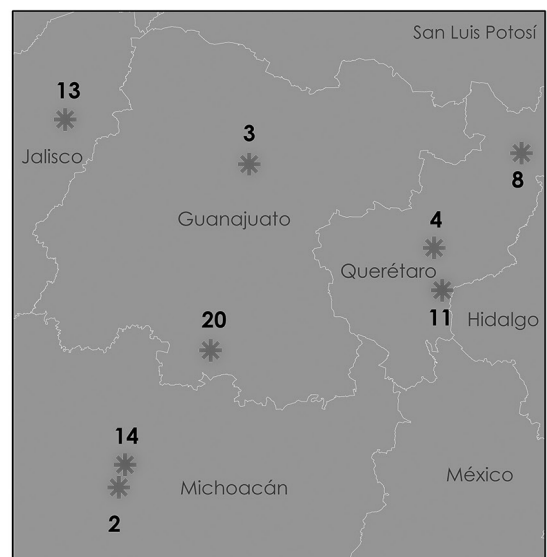 San Luis Potosí
13
3
Jalisco
8
Guanajuato
4
Querétaro
11
Hidalgo
20
14
México
Michoacán
2